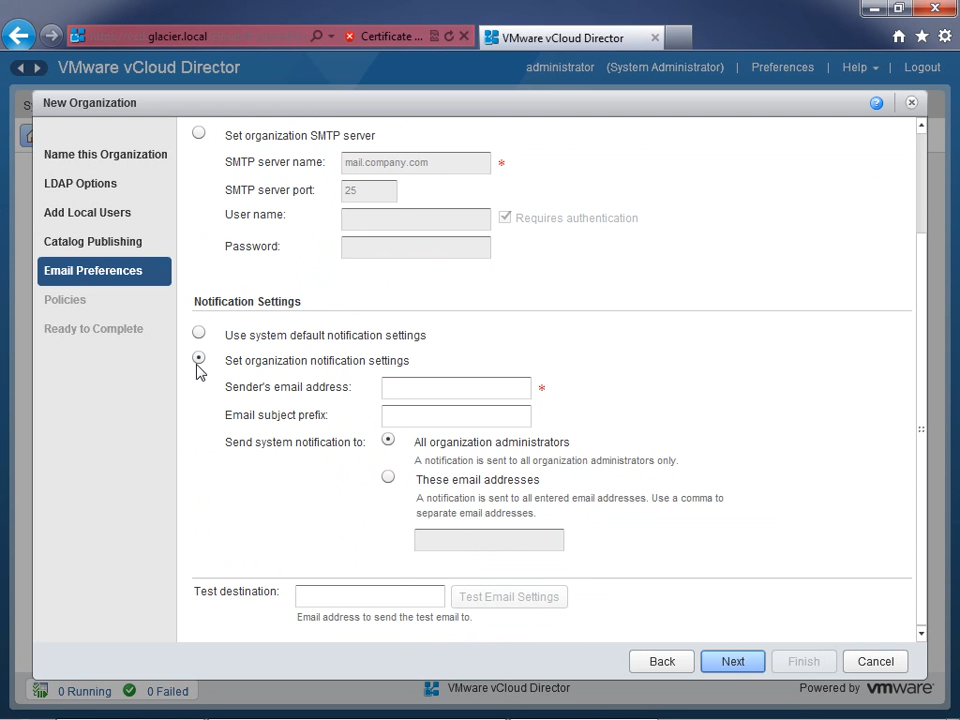 glacier.local
Certificate ...
VMware vCloud Director
VMware vCloud Director
administrator (System Administrator) | Preferences | Help | Logout
New Organization
Name this Organization
LDAP Options
Add Local Users
Catalog Publishing
Email Preferences
Policies
Ready to Complete
Set organization SMTP server
SMTP server name: mail.company.com *
SMTP server port: 25
User name: Requires authentication
Password:
Notification Settings
Use system default notification settings
Set organization notification settings
Sender's email address: *
Email subject prefix:
Send system notification to: All organization administrators
A notification is sent to all organization administrators only.
These email addresses
A notification is sent to all entered email addresses. Use a comma to
separate email addresses.
Test destination: Test Email Settings
Email address to send the test email to.
Back Next Finish Cancel
0 Running 0 Failed
VMware vCloud Director
Powered by vmware